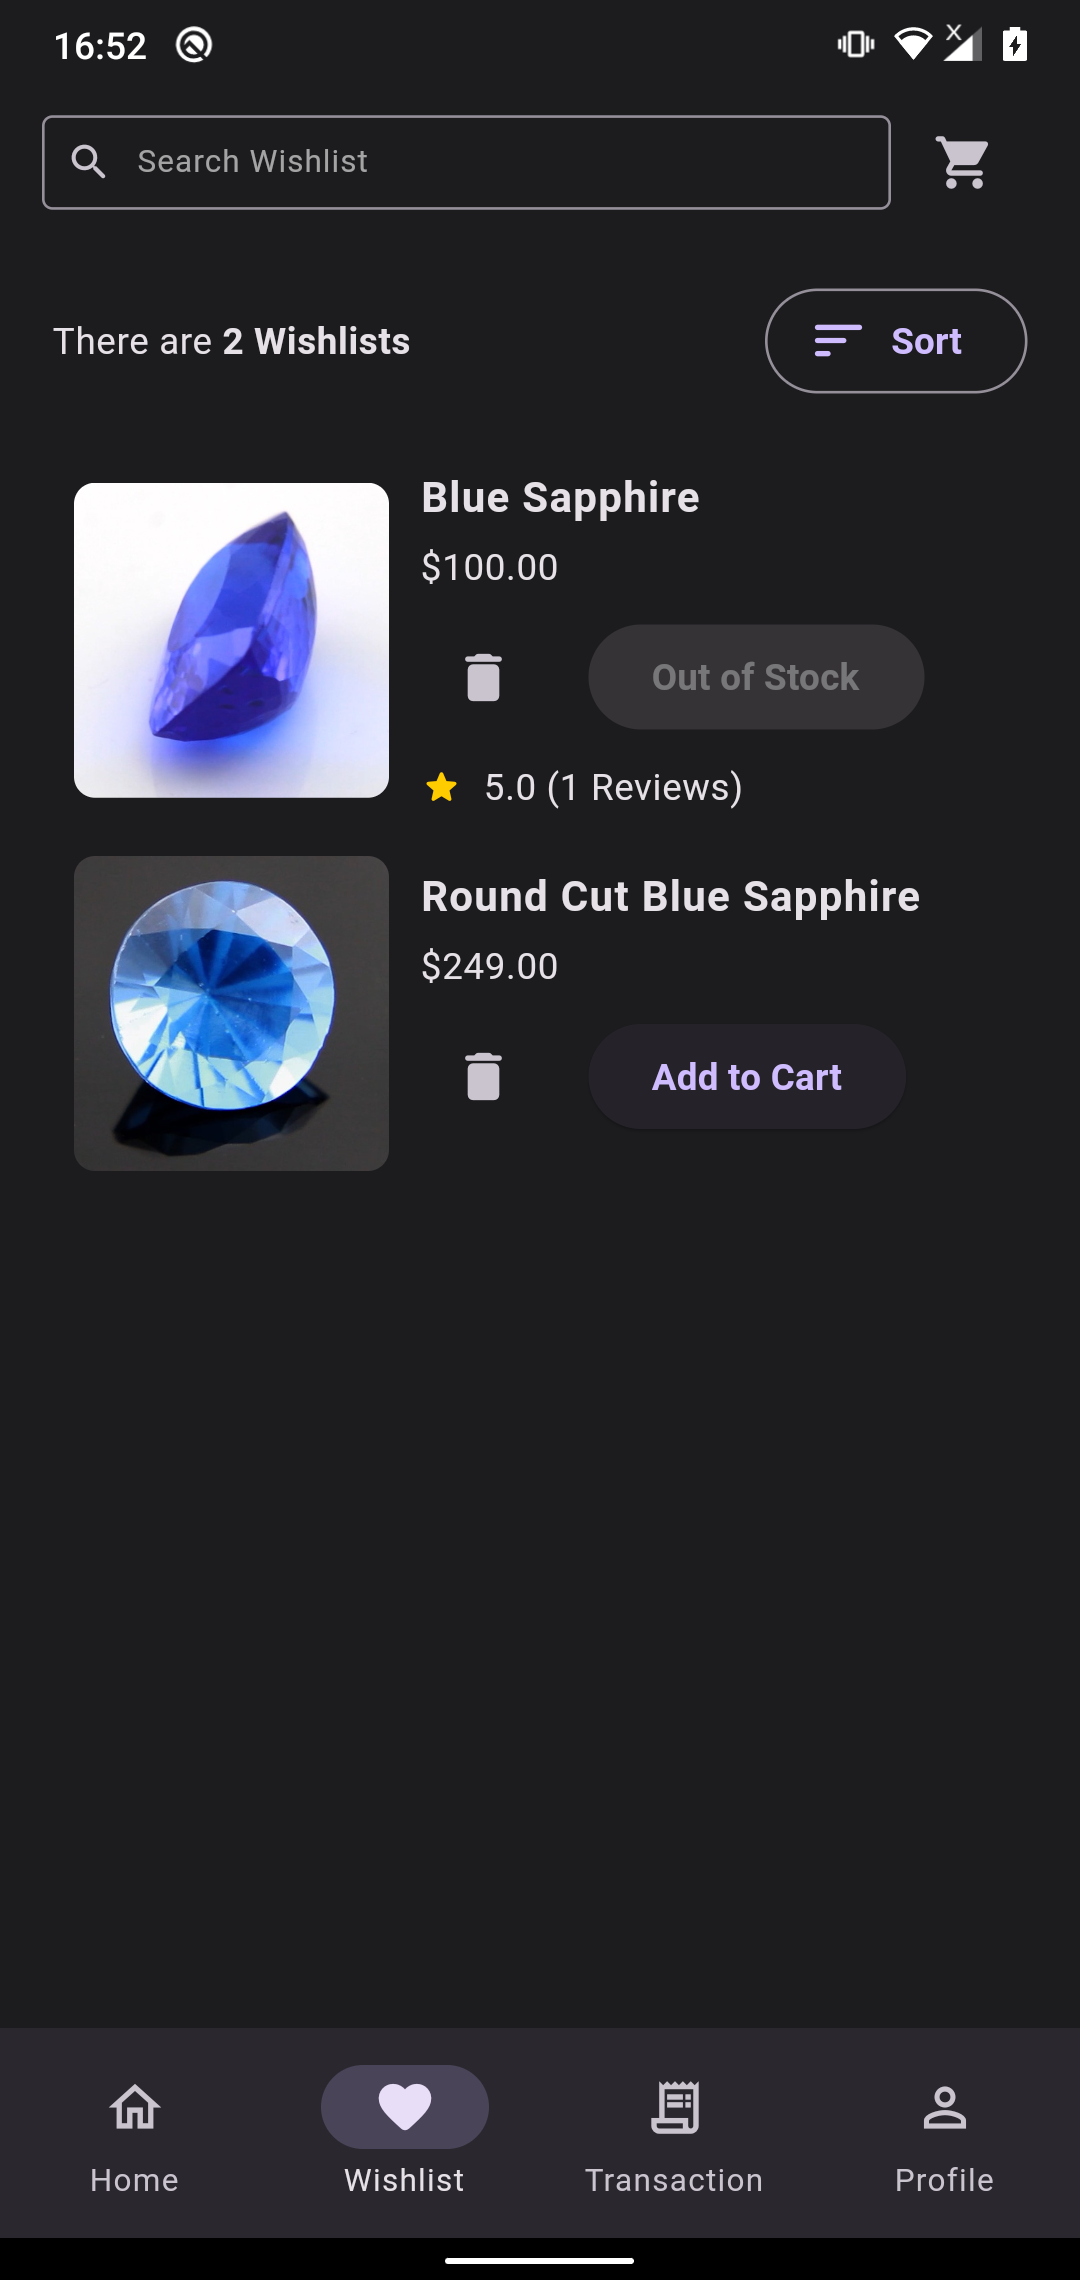 16:52
Search Wishlist
There are 2 Wishlists
Sort
Blue Sapphire
$100.00
Out of Stock
5.0 (1 Reviews)
Round Cut Blue Sapphire
$249.00
Add to Cart
Home
Wishlist
Transaction
Profile